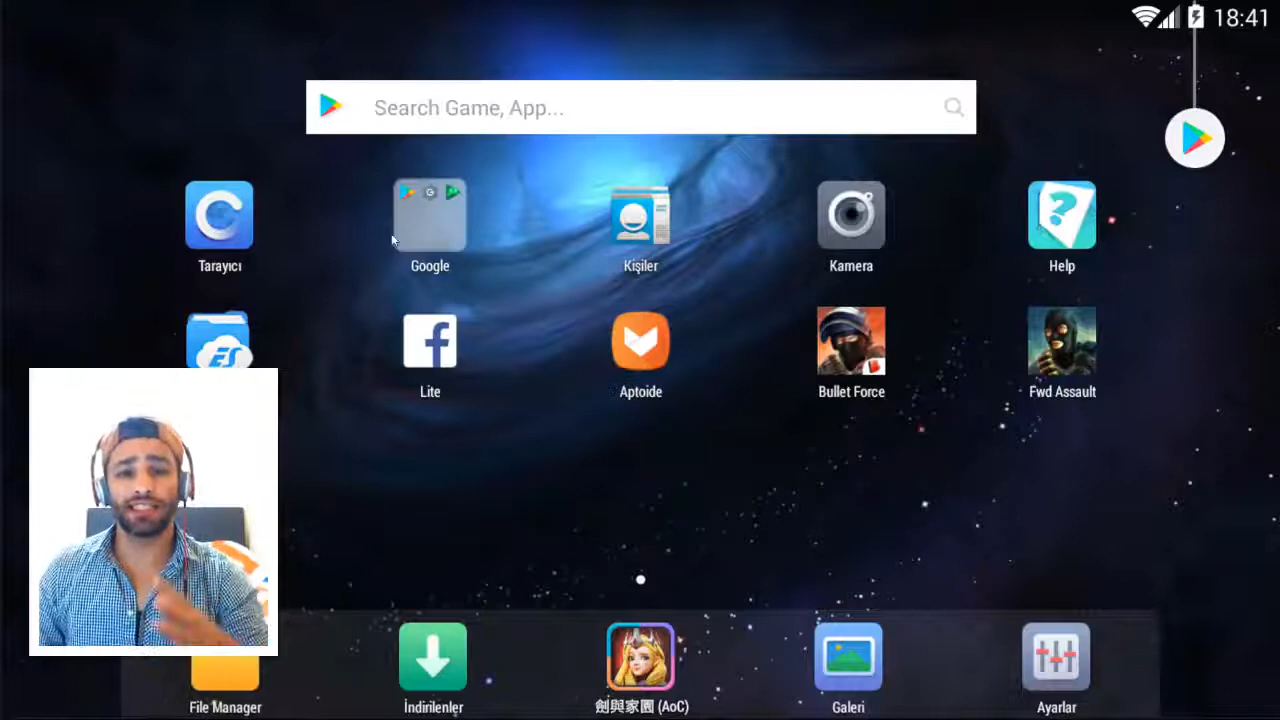 18:41
Search Game, App...
Tarayıcı
Google
Kişiler
Kamera
Help
ES
Lite
Aptoide
Bullet Force
Fwd Assault
File Manager
İndirilenler
劍與家園 (AoC)
Galeri
Ayarlar